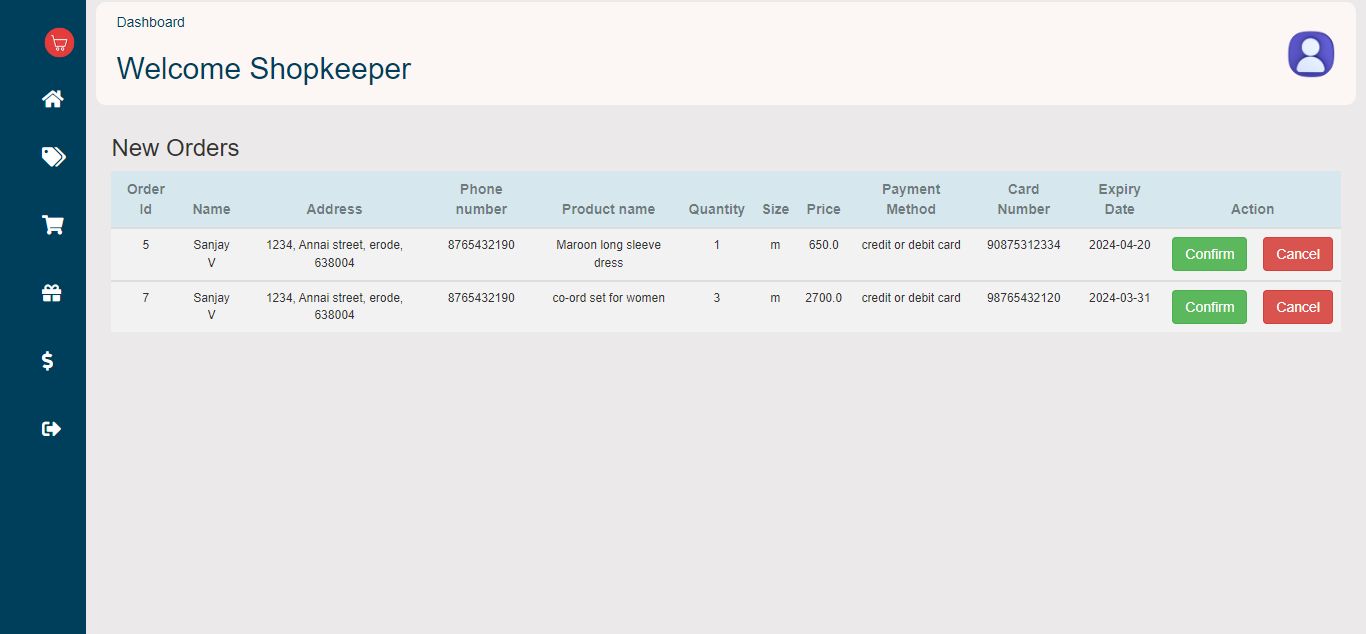 Dashboard
Welcome Shopkeeper
New Orders
Order Id Name Address Phone number Product name Quantity Size Price Payment Method Card Number Expiry Date Action
5 Sanjay V 1234, Annai street, erode, 638004 8765432190 Maroon long sleeve dress 1 m 650.0 credit or debit card 90875312334 2024-04-20 Confirm Cancel
7 Sanjay V 1234, Annai street, erode, 638004 8765432190 co-ord set for women 3 m 2700.0 credit or debit card 98765432120 2024-03-31 Confirm Cancel